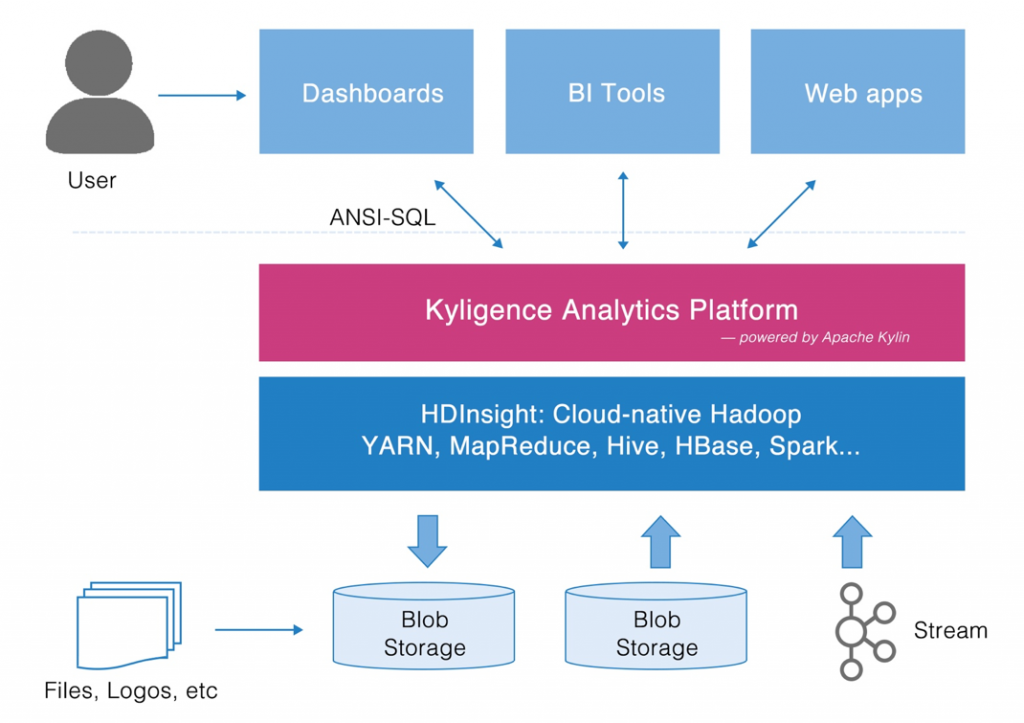 Dashboards
BI Tools
Web apps
User
ANSI-SQL
Kyligence Analytics Platform
— powered by Apache Kylin
HDInsight: Cloud-native Hadoop
YARN, MapReduce, Hive, HBase, Spark...
Blob
Storage
Blob
Storage
Stream
Files, Logos, etc